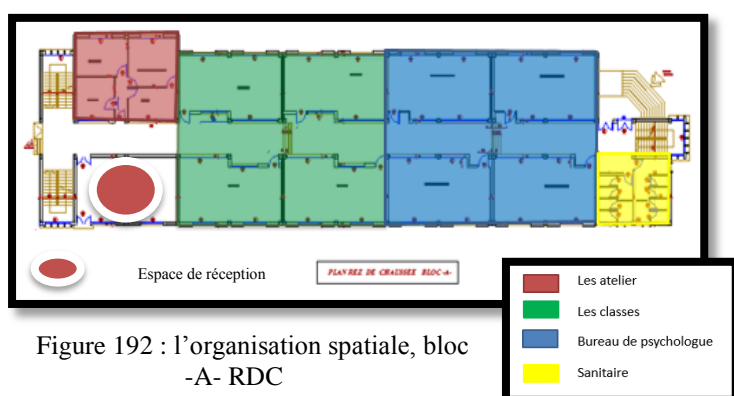 Espace de réception
PLAN REZ DE CHAUSSEE BLOC -A-
Les atelier
Les classes
Bureau de psychologue
Sanitaire
Figure 192 : l’organisation spatiale, bloc
-A- RDC